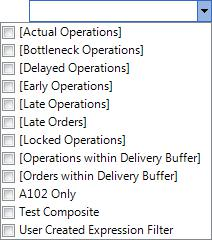 [Actual Operations]
[Bottleneck Operations]
[Delayed Operations]
[Early Operations]
[Late Operations]
[Late Orders]
[Locked Operations]
[Operations within Delivery Buffer]
[Orders within Delivery Buffer]
A102 Only
Test Composite
User Created Expression Filter